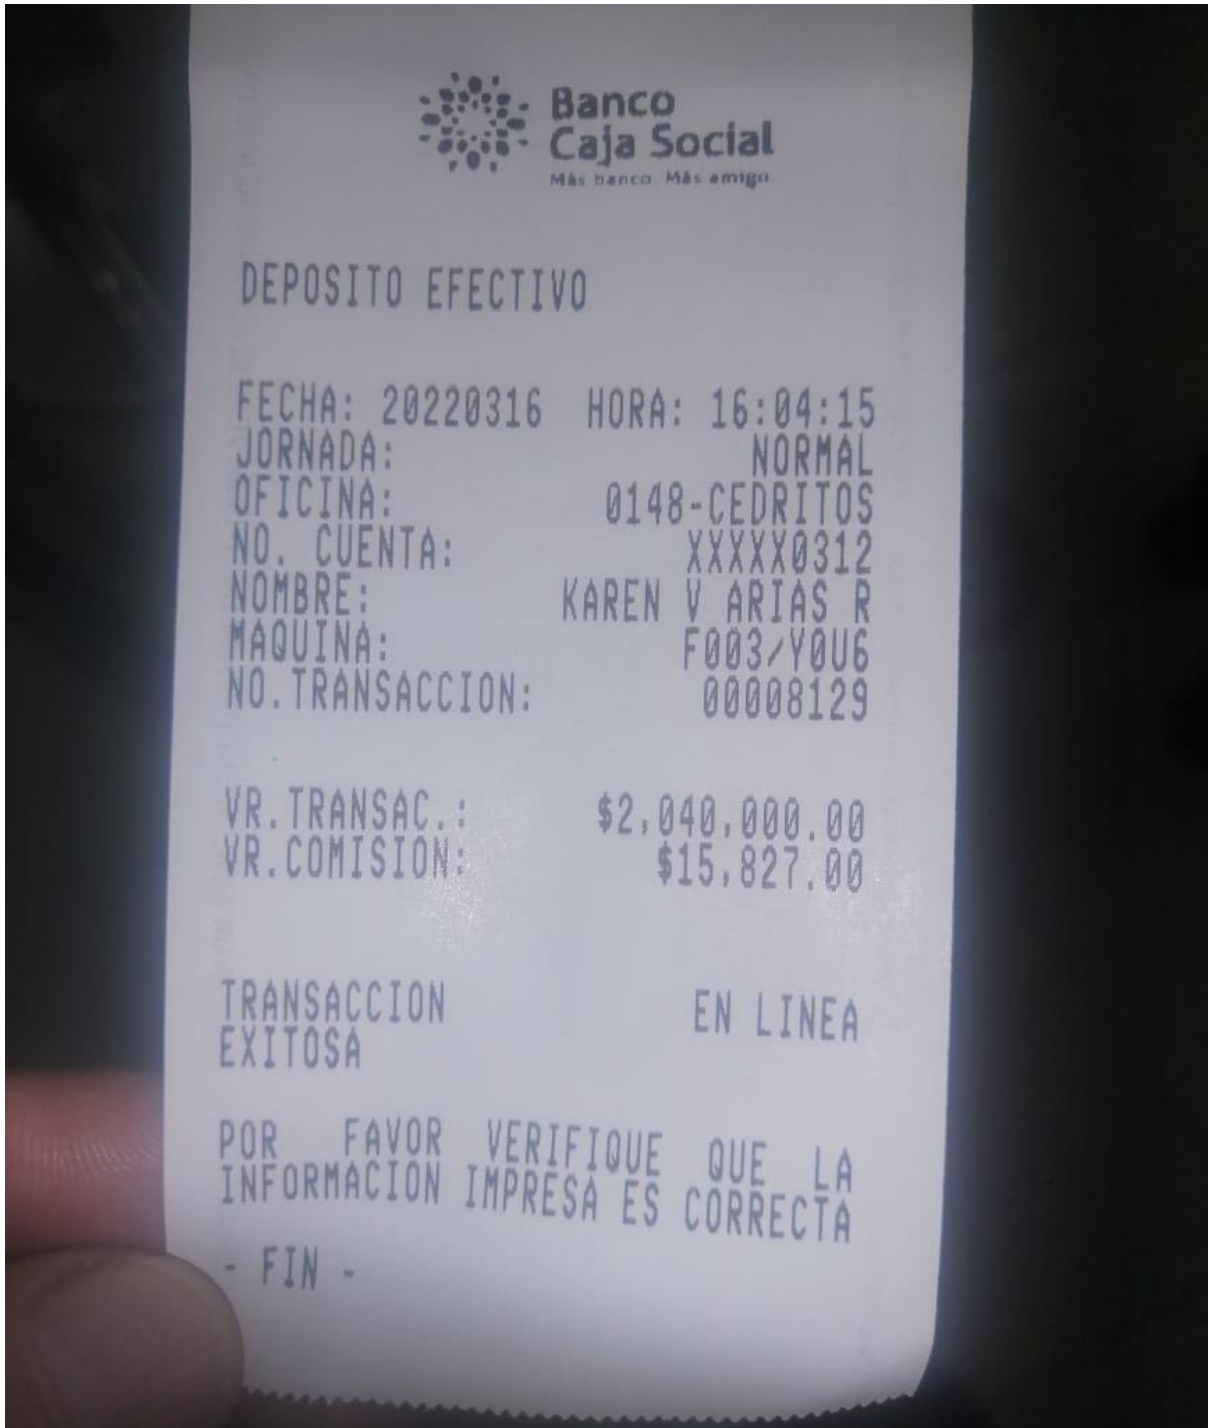 Banco
Caja Social
Más banco. Más amigo.
DEPOSITO EFECTIVO
FECHA: 20220316 HORA: 16:04:15
JORNADA: NORMAL
OFICINA: 0148-CEDRITOS
NO. CUENTA: XXXXX0312
NOMBRE: KAREN V ARIAS R
MAQUINA: F003/Y0U6
NO.TRANSACCION: 00008129
VR.TRANSAC.: $2,040,000.00
VR.COMISION: $15,827.00
TRANSACCION EN LINEA
EXITOSA
POR FAVOR VERIFIQUE QUE LA
INFORMACION IMPRESA ES CORRECTA
- FIN -